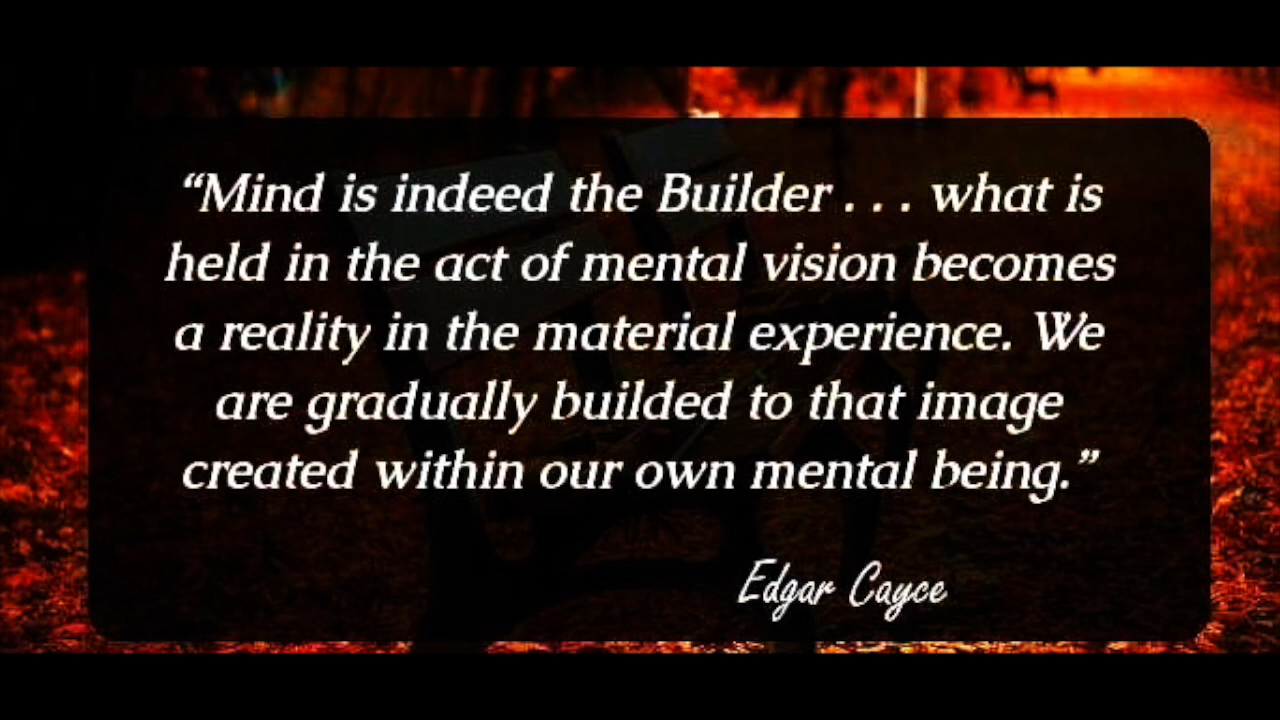 “Mind is indeed the Builder . . . what is
held in the act of mental vision becomes
a reality in the material experience. We
are gradually builded to that image
created within our own mental being.”
Edgar Cayce